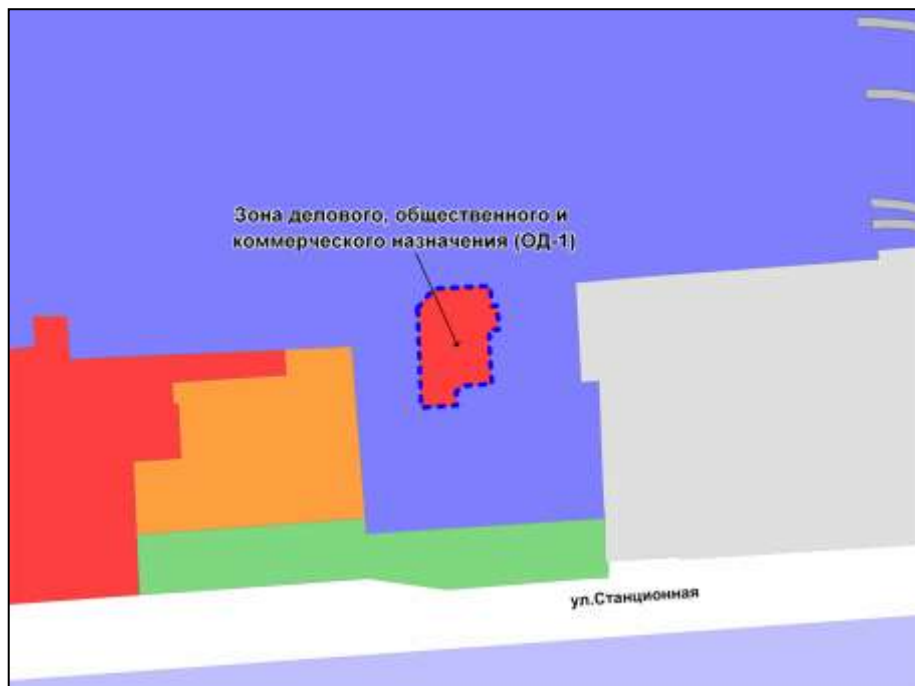 Зона делового, общественного и
коммерческого назначения (ОД-1)
ул.Станционная